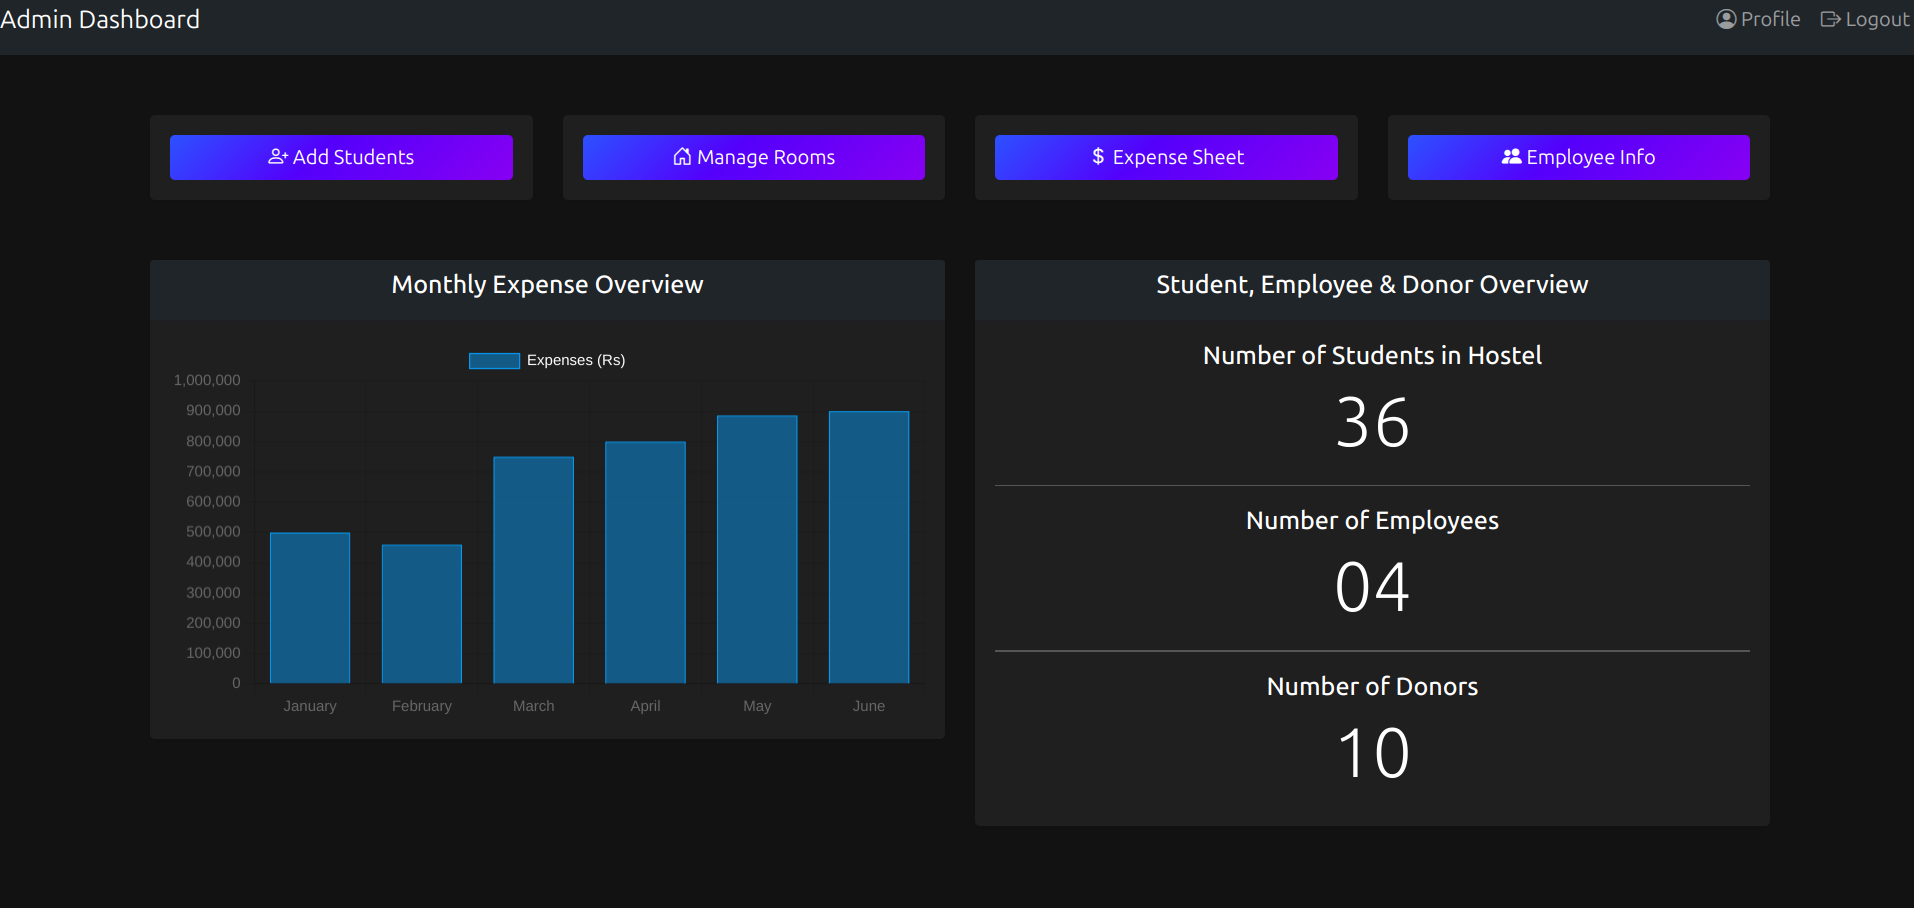 Admin Dashboard
Profile
Logout
Add Students
Manage Rooms
$ Expense Sheet
Employee Info
Monthly Expense Overview
Expenses (Rs)
1,000,000
900,000
800,000
700,000
600,000
500,000
400,000
300,000
200,000
100,000
0
January
February
March
April
May
June
Student, Employee & Donor Overview
Number of Students in Hostel
36
Number of Employees
04
Number of Donors
10